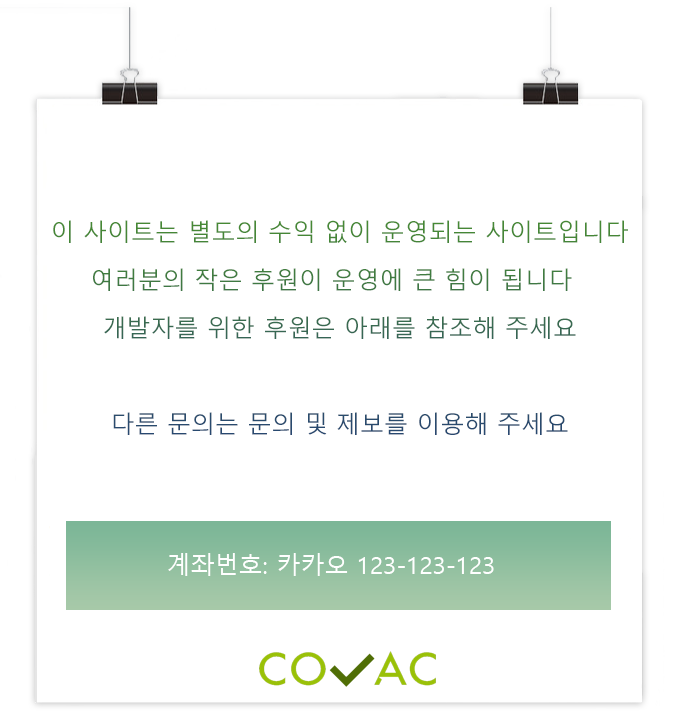 이 사이트는 별도의 수익 없이 운영되는 사이트입니다
여러분의 작은 후원이 운영에 큰 힘이 됩니다
개발자를 위한 후원은 아래를 참조해 주세요
다른 문의는 문의 및 제보를 이용해 주세요
계좌번호: 카카오 123-123-123
COVAC